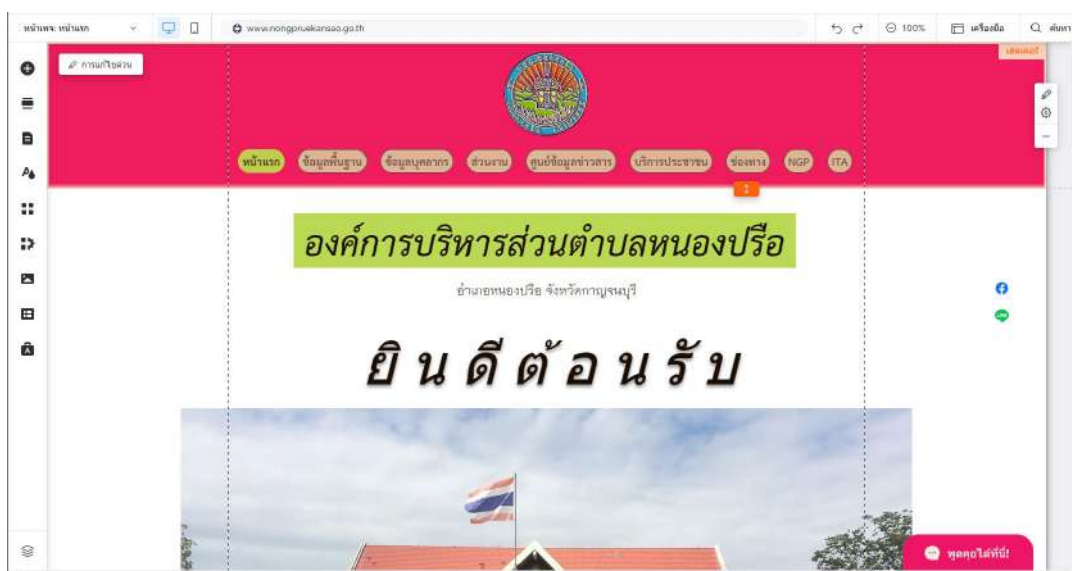 หน้าเพจ: หน้าแรก
www.nongpruekansao.go.th
100%
เครื่องมือ
ค้นหา
เฮดเดอร์
การแก้ไขด่วน
หน้าแรก ข้อมูลพื้นฐาน ข้อมูลบุคลากร ส่วนงาน ศูนย์ข้อมูลข่าวสาร บริการประชาชน ช่องทาง NGP ITA
องค์การบริหารส่วนตำบลหนองปรือ
อำเภอหนองปรือ จังหวัดกาญจนบุรี
ยินดีต้อนรับ
พูดคุยได้ที่นี่!